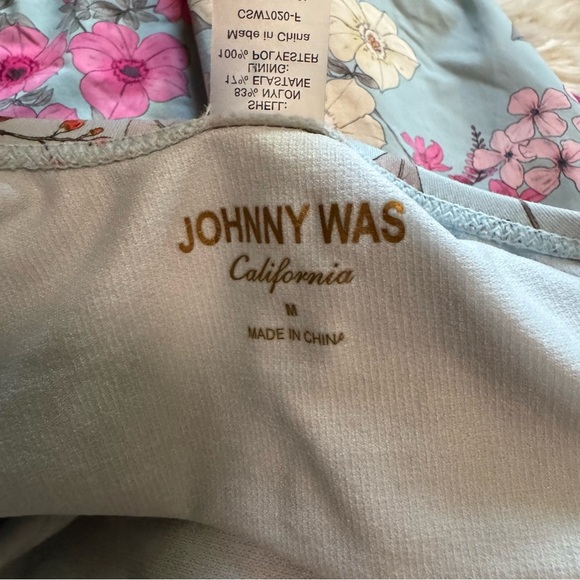 SHELL:
83% NYLON
17% ELASTANE
LINING:
100% POLYESTER
Made in China
CSW7020-F
JOHNNY WAS
California
M
MADE IN CHINA